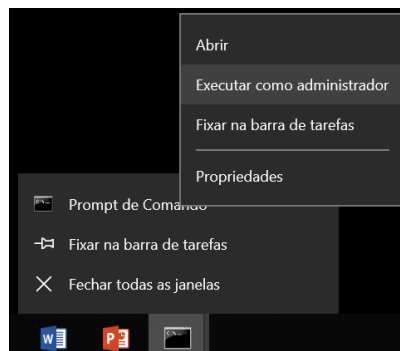 Abrir
Executar como administrador
Fixar na barra de tarefas
Propriedades
Prompt de Comando
Fixar na barra de tarefas
Fechar todas as janelas